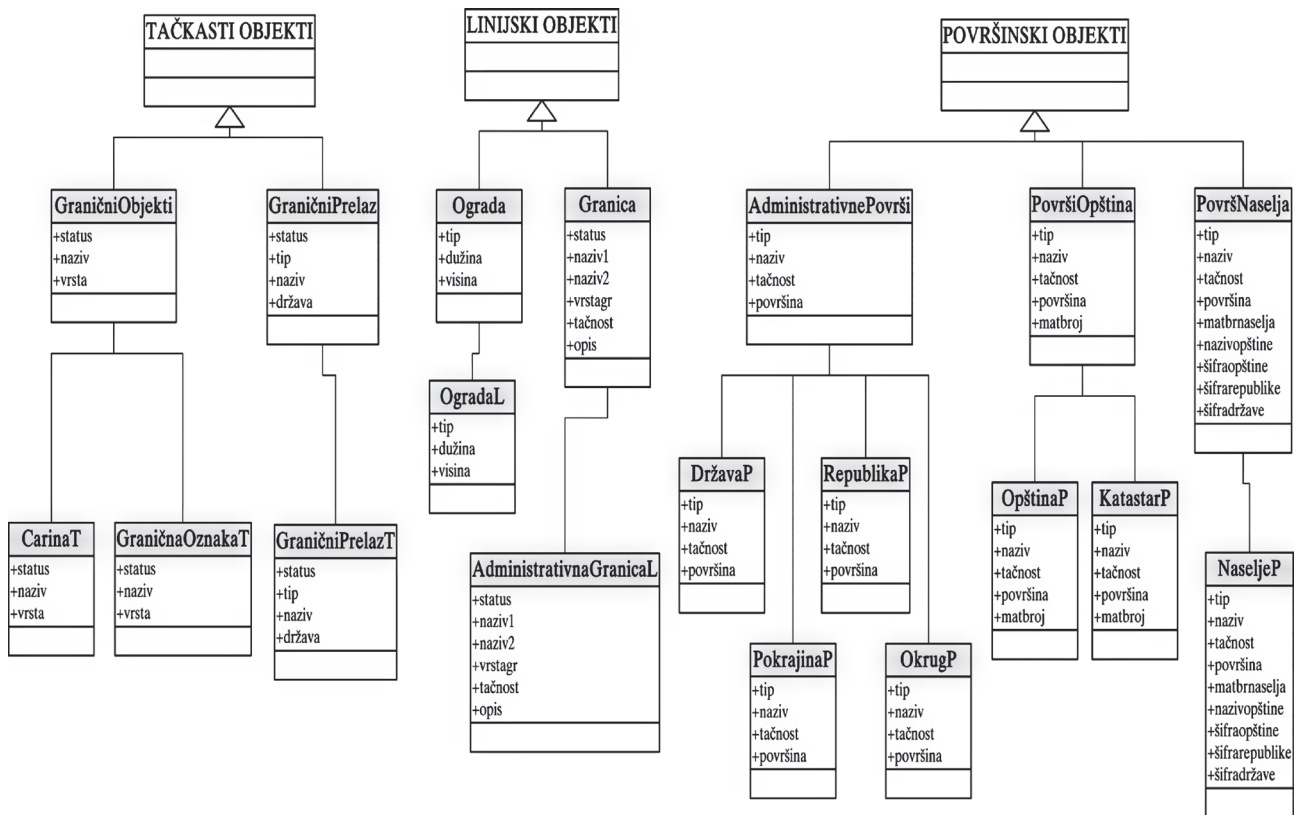 TAČKASTI OBJEKTI
GraničniObjekti
+status
+naziv
+vrsta
GraničniPrelaz
+status
+tip
+naziv
+država
CarinaT
+status
+naziv
+vrsta
GraničnaOznakaT
+status
+naziv
+vrsta
GraničniPrelazT
+status
+tip
+naziv
+država
LINIJSKI OBJEKTI
Ograda
+tip
+dužina
+visina
Granica
+status
+naziv1
+naziv2
+vrstagr
+tačnost
+opis
OgradaL
+tip
+dužina
+visina
AdministrativnaGranicaL
+status
+naziv1
+naziv2
+vrstagr
+tačnost
+opis
POVRŠINSKI OBJEKTI
AdministrativnePovrši
+tip
+naziv
+tačnost
+površina
PovršiOpština
+tip
+naziv
+tačnost
+površina
+matbroj
PovršNaselja
+tip
+naziv
+tačnost
+površina
+matbrnaselja
+nazivopštine
+šifraopštine
+šifrarepublike
+šifradržave
DržavaP
+tip
+naziv
+tačnost
+površina
RepublikaP
+tip
+naziv
+tačnost
+površina
PokrajinaP
+tip
+naziv
+tačnost
+površina
OkrugP
+tip
+naziv
+tačnost
+površina
OpštinaP
+tip
+naziv
+tačnost
+površina
+matbroj
KatastarP
+tip
+naziv
+tačnost
+površina
+matbroj
NaseljeP
+tip
+naziv
+tačnost
+površina
+matbrnaselja
+nazivopštine
+šifraopštine
+šifrarepublike
+šifradržave